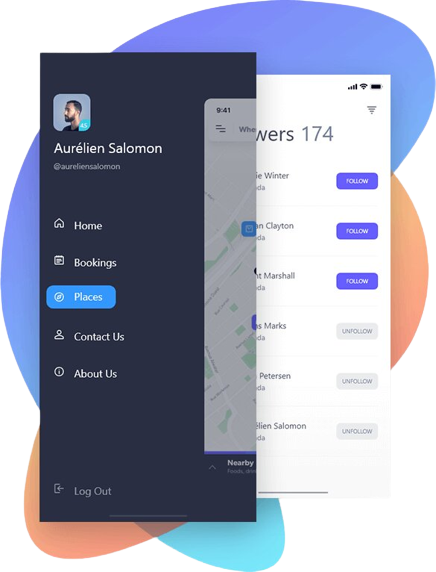 Aurélien Salomon
@aureliensalomon
Home
Bookings
Places
Contact Us
About Us
Log Out
9:41
Whe
Nearby
Foods, dri
wers 174
ie Winter
da
FOLLOW
an Clayton
da
FOLLOW
nt Marshall
da
FOLLOW
as Marks
da
UNFOLLOW
Petersen
da
UNFOLLOW
élien Salomon
da
UNFOLLOW